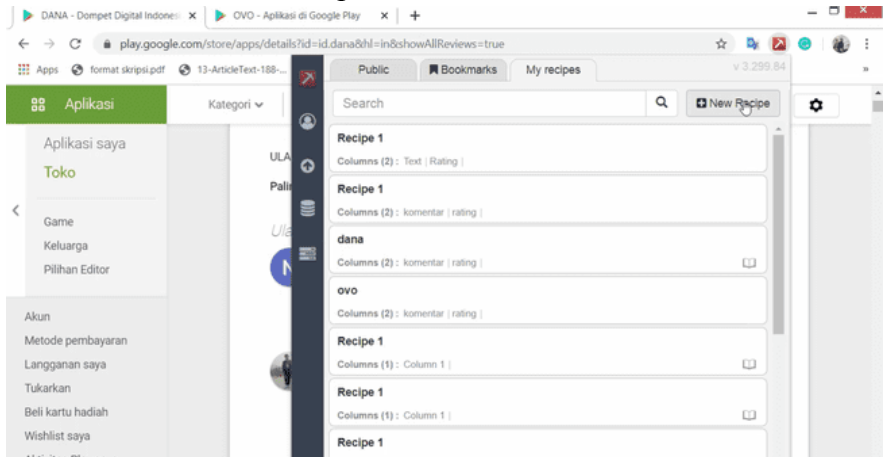 DANA - Dompet Digital Indones
OVO - Aplikasi di Google Play
play.google.com/store/apps/details?id=id.dana&hl=in&showAllReviews=true
Apps format skripsi.pdf 13-ArticleText-188-...
Public Bookmarks My recipes v 3.299.84
Aplikasi Kategori
Search New Recipe
Aplikasi saya
Toko
Game
Keluarga
Pilihan Editor
Akun
Metode pembayaran
Langganan saya
Tukarkan
Beli kartu hadiah
Wishlist saya
ULA
Palin
Ula
N
Recipe 1
Columns (2) : Text | Rating |
Recipe 1
Columns (2) : komentar | rating |
dana
Columns (2) : komentar | rating |
ovo
Columns (2) : komentar | rating |
Recipe 1
Columns (1) : Column 1 |
Recipe 1
Columns (1) : Column 1 |
Recipe 1